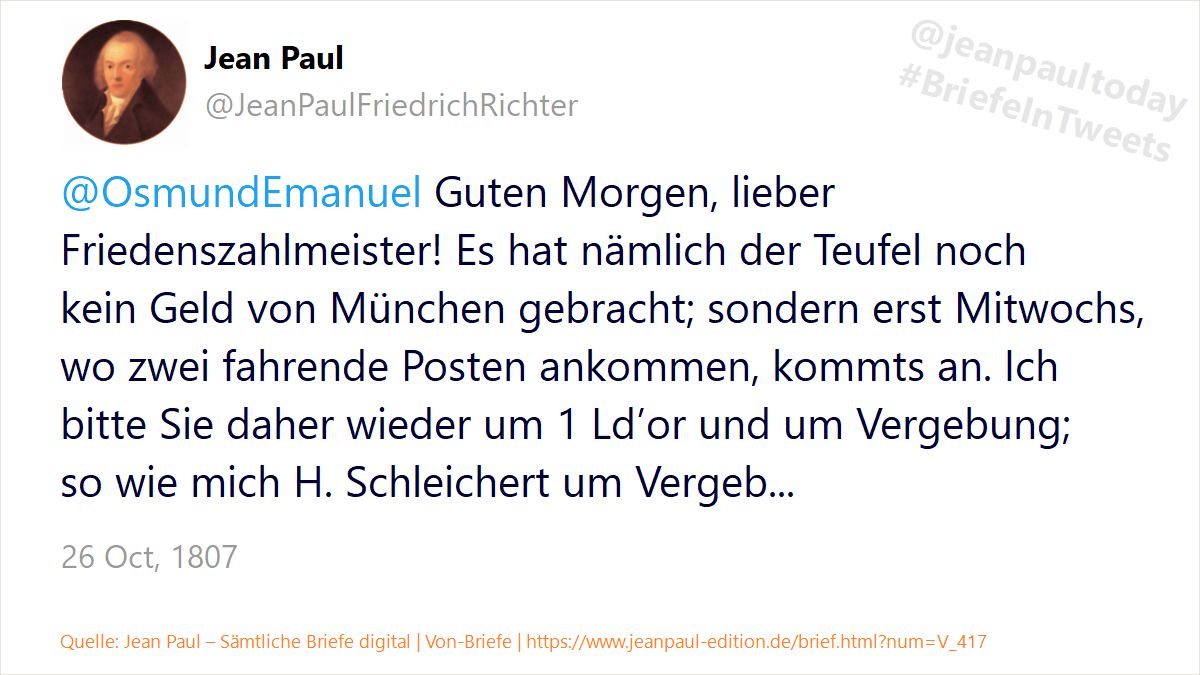 Jean Paul
@JeanPaulFriedrichRichter
@jeanpaultoday
#BriefeInTweets
@OsmundEmanuel Guten Morgen, lieber
Friedenszahlmeister! Es hat nämlich der Teufel noch
kein Geld von München gebracht; sondern erst Mitwochs,
wo zwei fahrende Posten ankommen, kommts an. Ich
bitte Sie daher wieder um 1 Ld’or und um Vergebung;
so wie mich H. Schleichert um Vergeb...
26 Oct, 1807
Quelle: Jean Paul – Sämtliche Briefe digital | Von-Briefe | https://www.jeanpaul-edition.de/brief.html?num=V_417